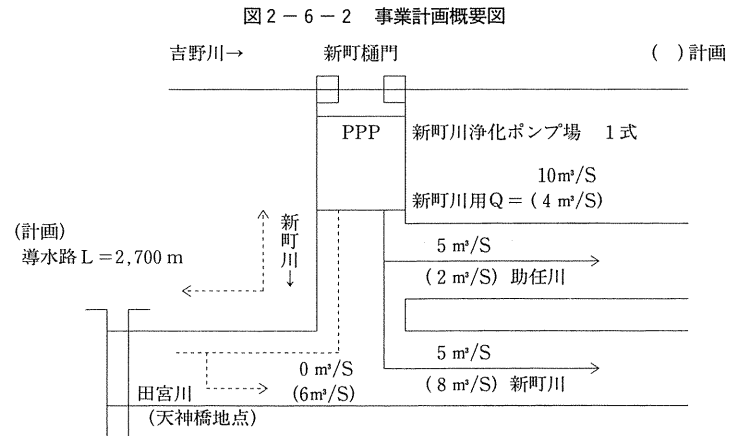 図2-6-2 事業計画概要図
吉野川→ 新町樋門 ( )計画
PPP 新町川浄化ポンプ場 1式
10㎥/S
新町川用Q=(4㎥/S)
(計画)
導水路L=2,700m
新町川→
5㎥/S
(2㎥/S) 助任川
0㎥/S
(6㎥/S)
5㎥/S
(8㎥/S) 新町川
田宮川
(天神橋地点)